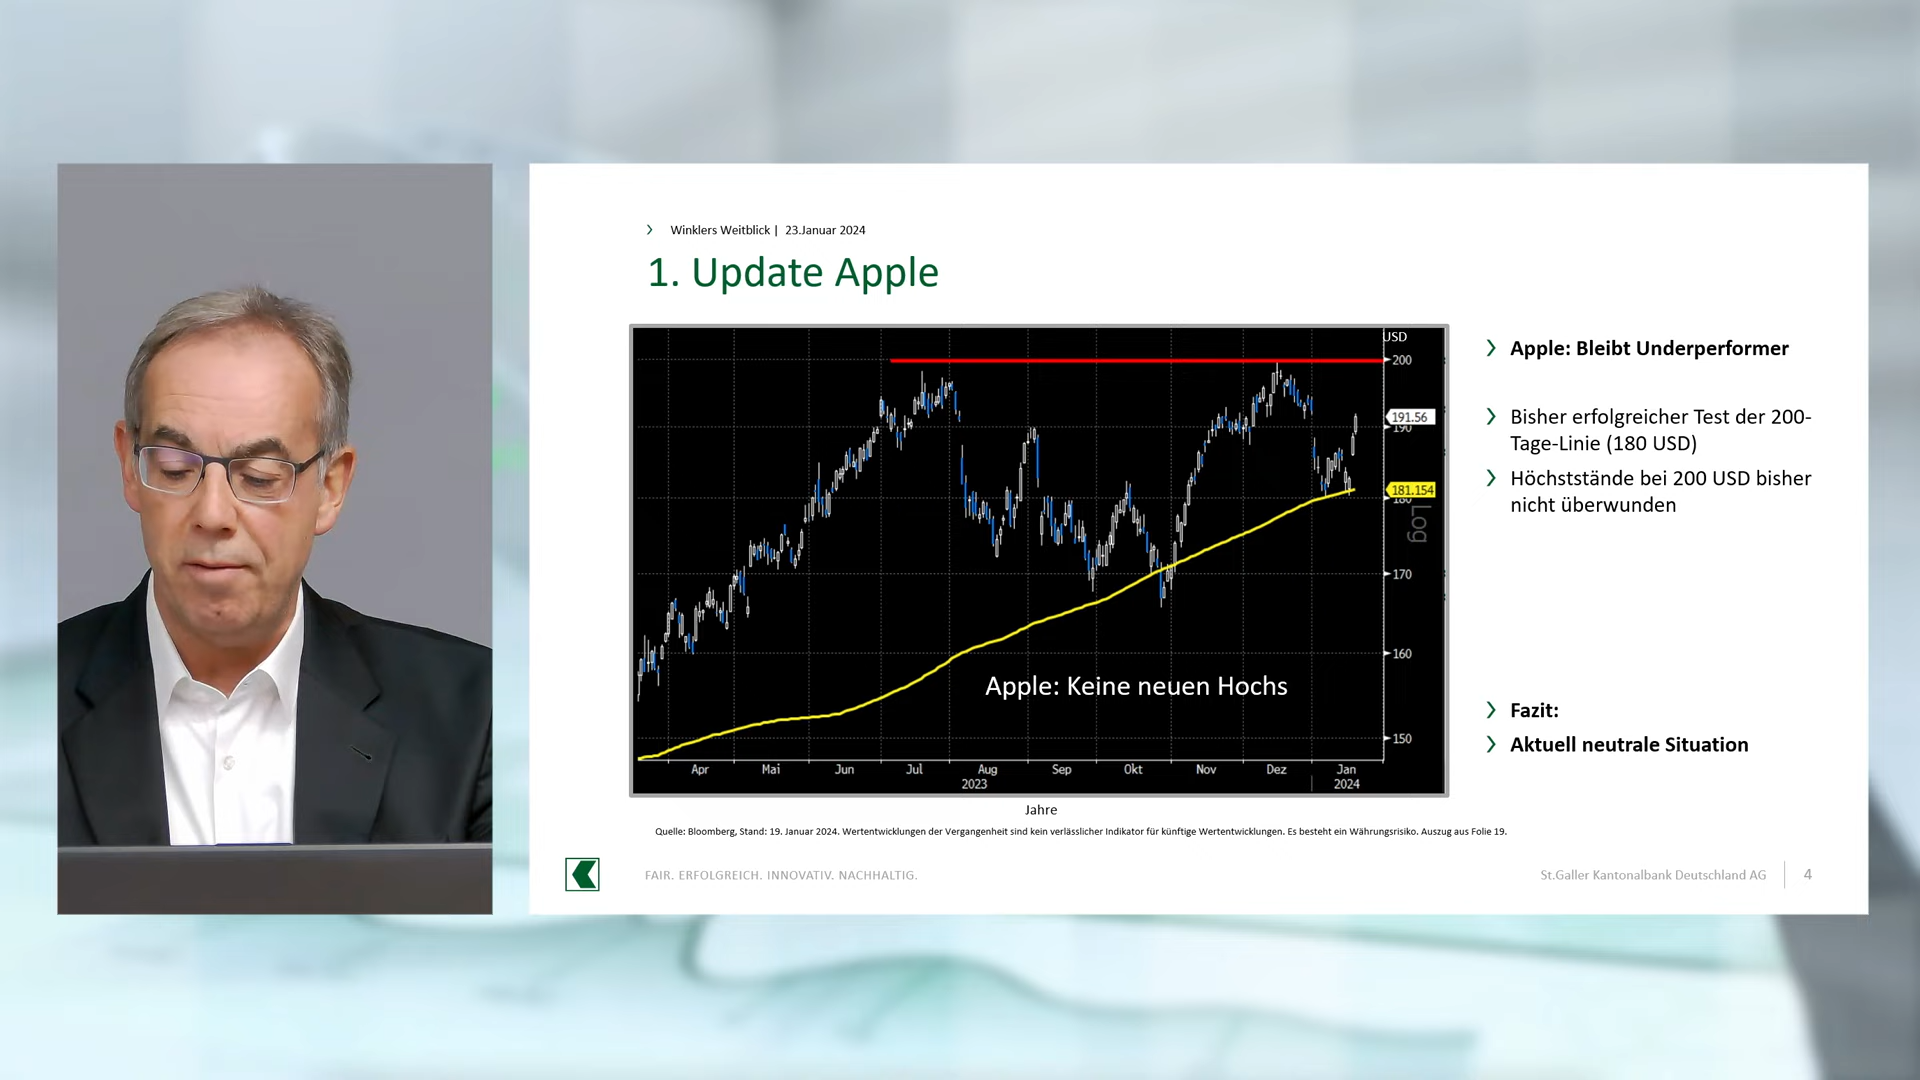 Winklers Weitblick | 23.Januar 2024
1. Update Apple
USD
200
191.56
190
181.154
180
Log
170
160
150
Apple: Keine neuen Hochs
Apr Mai Jun Jul Aug Sep Okt Nov Dez Jan
2023 2024
Jahre
Apple: Bleibt Underperformer
Bisher erfolgreicher Test der 200-
Tage-Linie (180 USD)
Höchststände bei 200 USD bisher
nicht überwunden
Fazit:
Aktuell neutrale Situation
Quelle: Bloomberg, Stand: 19. Januar 2024. Wertentwicklungen der Vergangenheit sind kein verlässlicher Indikator für künftige Wertentwicklungen. Es besteht ein Währungsrisiko. Auszug aus Folie 19.
FAIR. ERFOLGREICH. INNOVATIV. NACHHALTIG.
St.Galler Kantonalbank Deutschland AG 4